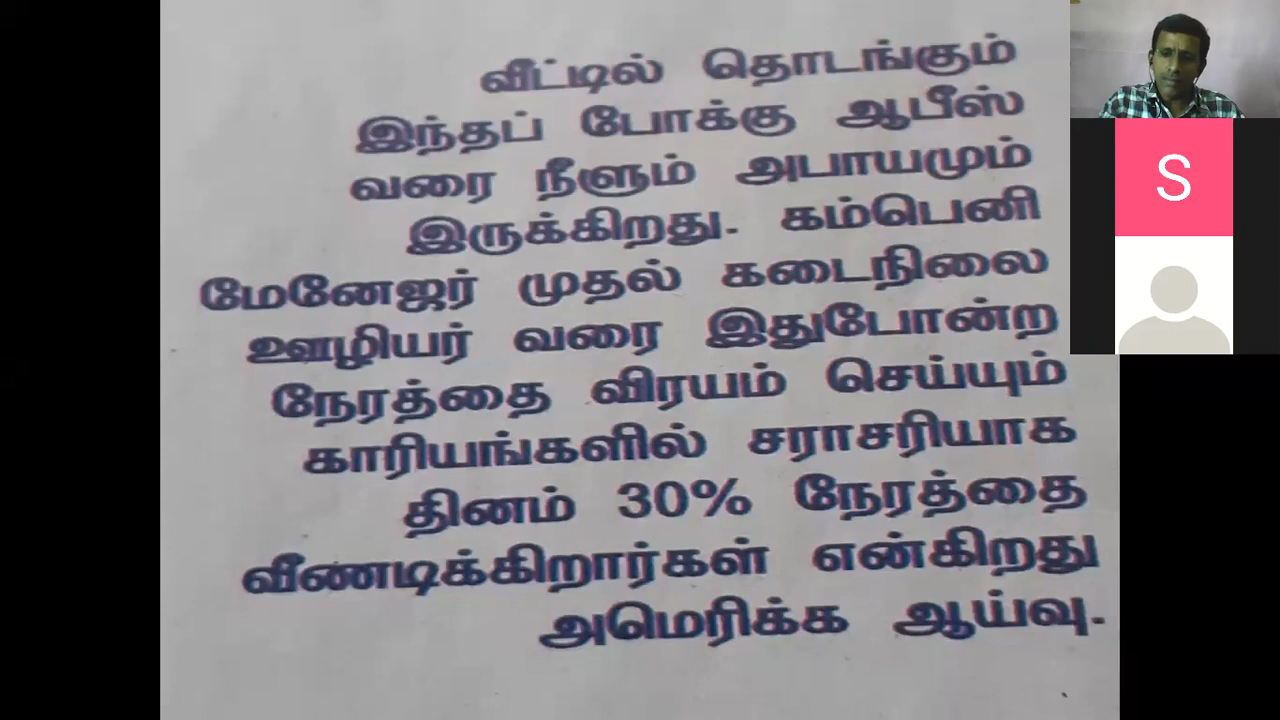 வீட்டில் தொடங்கும்
இந்தப் போக்கு ஆபீஸ்
வரை நீளும் அபாயமும்
இருக்கிறது. கம்பெனி
மேனேஜர் முதல் கடைநிலை
ஊழியர் வரை இதுபோன்ற
நேரத்தை விரயம் செய்யும்
காரியங்களில் சராசரியாக
தினம் 30% நேரத்தை
வீணடிக்கிறார்கள் என்கிறது
அமெரிக்க ஆய்வு.
S